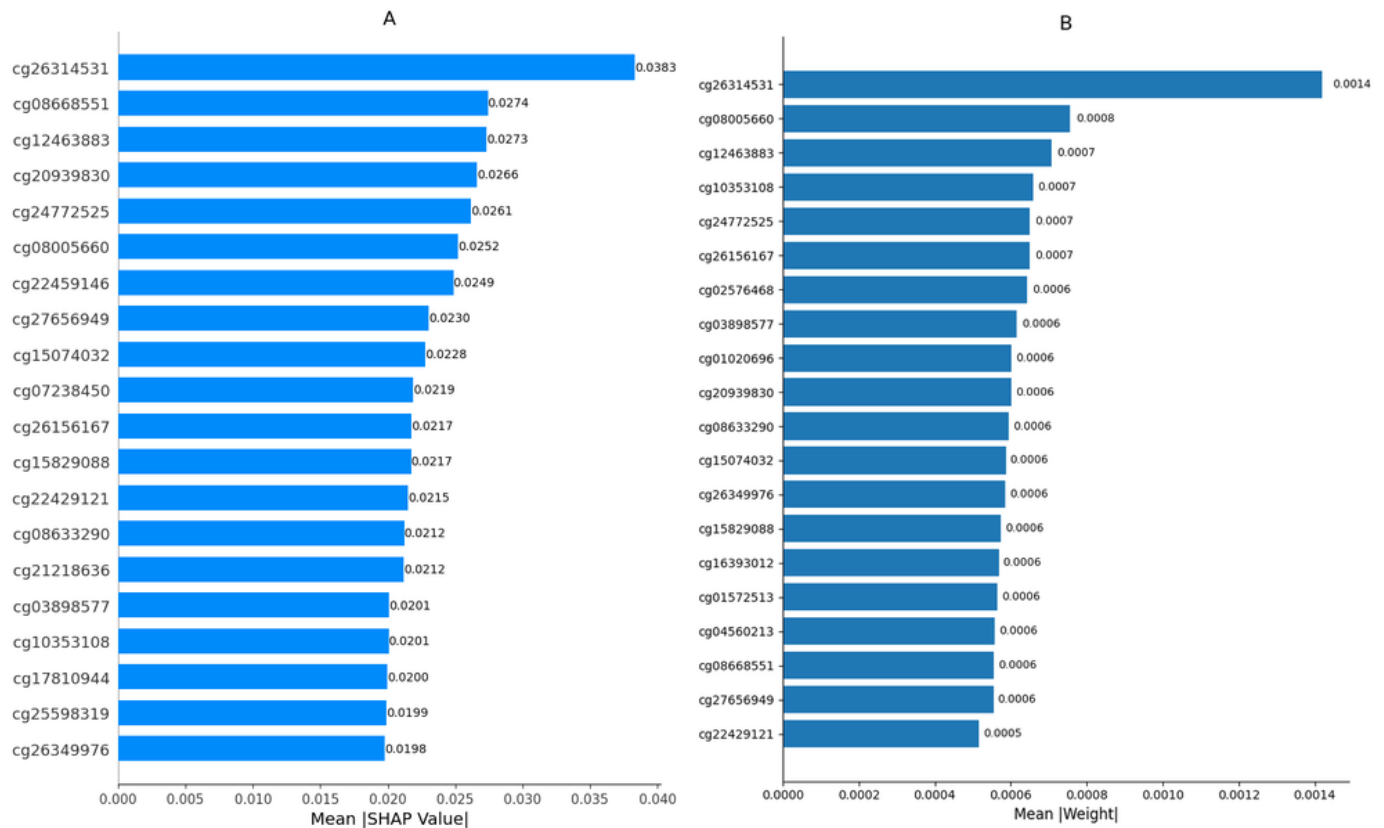 A
cg26314531 0.0383
cg08668551 0.0274
cg12463883 0.0273
cg20939830 0.0266
cg24772525 0.0261
cg08005660 0.0252
cg22459146 0.0249
cg27656949 0.0230
cg15074032 0.0228
cg07238450 0.0219
cg26156167 0.0217
cg15829088 0.0217
cg22429121 0.0215
cg08633290 0.0212
cg21218636 0.0212
cg03898577 0.0201
cg10353108 0.0201
cg17810944 0.0200
cg25598319 0.0199
cg26349976 0.0198
0.000 0.005 0.010 0.015 0.020 0.025 0.030 0.035 0.040
Mean |SHAP Value|
B
cg26314531 0.0014
cg08005660 0.0008
cg12463883 0.0007
cg10353108 0.0007
cg24772525 0.0007
cg26156167 0.0007
cg02576468 0.0006
cg03898577 0.0006
cg01020696 0.0006
cg20939830 0.0006
cg08633290 0.0006
cg15074032 0.0006
cg26349976 0.0006
cg15829088 0.0006
cg16393012 0.0006
cg01572513 0.0006
cg04560213 0.0006
cg08668551 0.0006
cg27656949 0.0006
cg22429121 0.0005
0.0000 0.0002 0.0004 0.0006 0.0008 0.0010 0.0012 0.0014
Mean |Weight|